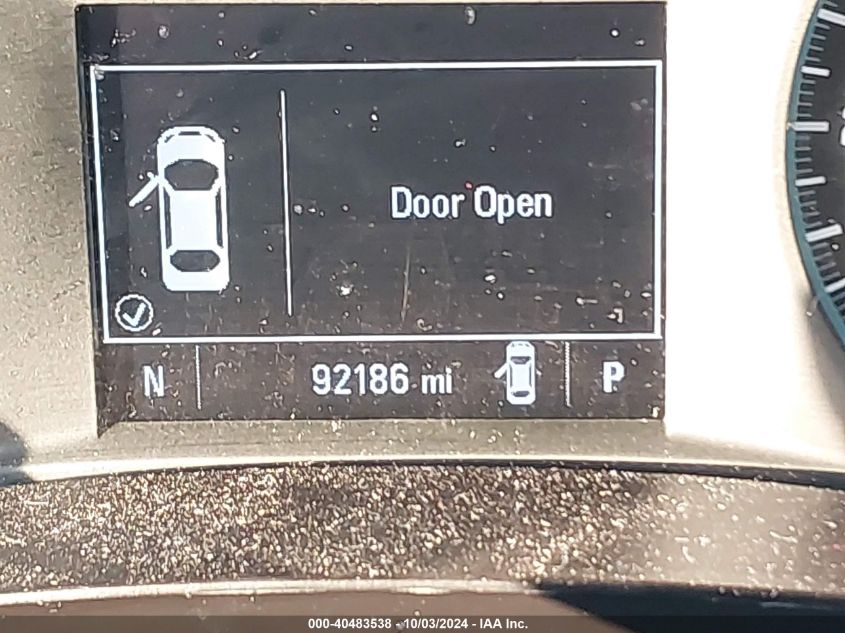 Door Open
N 92186 mi P
000-40483538 - 10/03/2024 - IAA Inc.